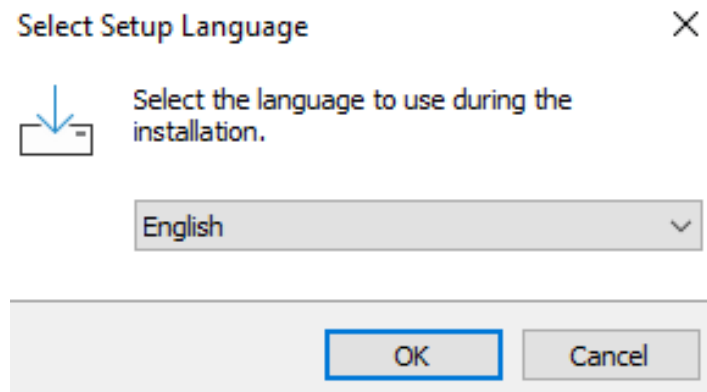 Select Setup Language
Select the language to use during the
installation.
English
OK
Cancel